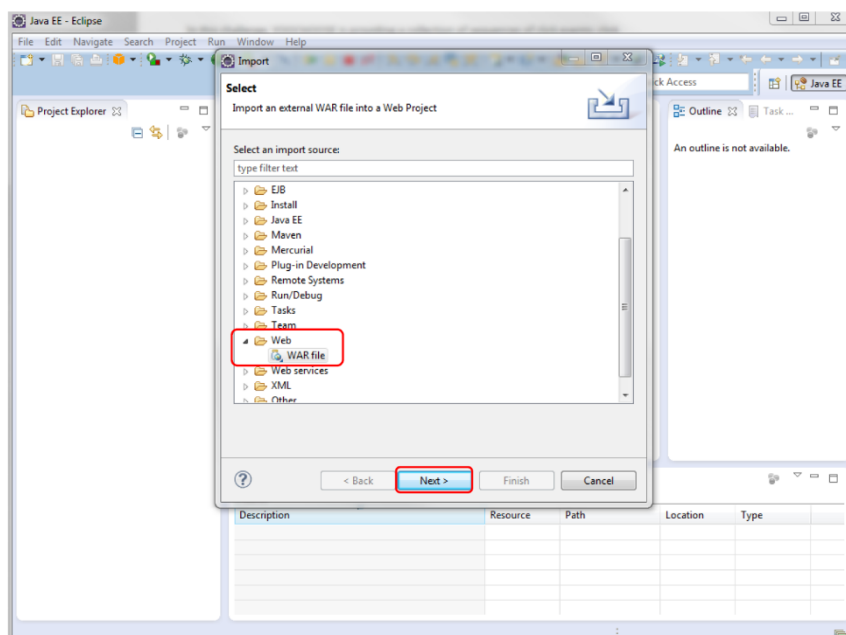 Java EE - Eclipse
File Edit Navigate Search Project Run Window Help
Import
ck Access
Java EE
Project Explorer
Select
Import an external WAR file into a Web Project
Outline
Task ...
An outline is not available.
Select an import source:
type filter text
EJB
Install
Java EE
Maven
Mercurial
Plug-in Development
Remote Systems
Run/Debug
Tasks
Team
Web
WAR file
Web services
XML
Other
?
< Back
Next >
Finish
Cancel
Description Resource Path Location Type